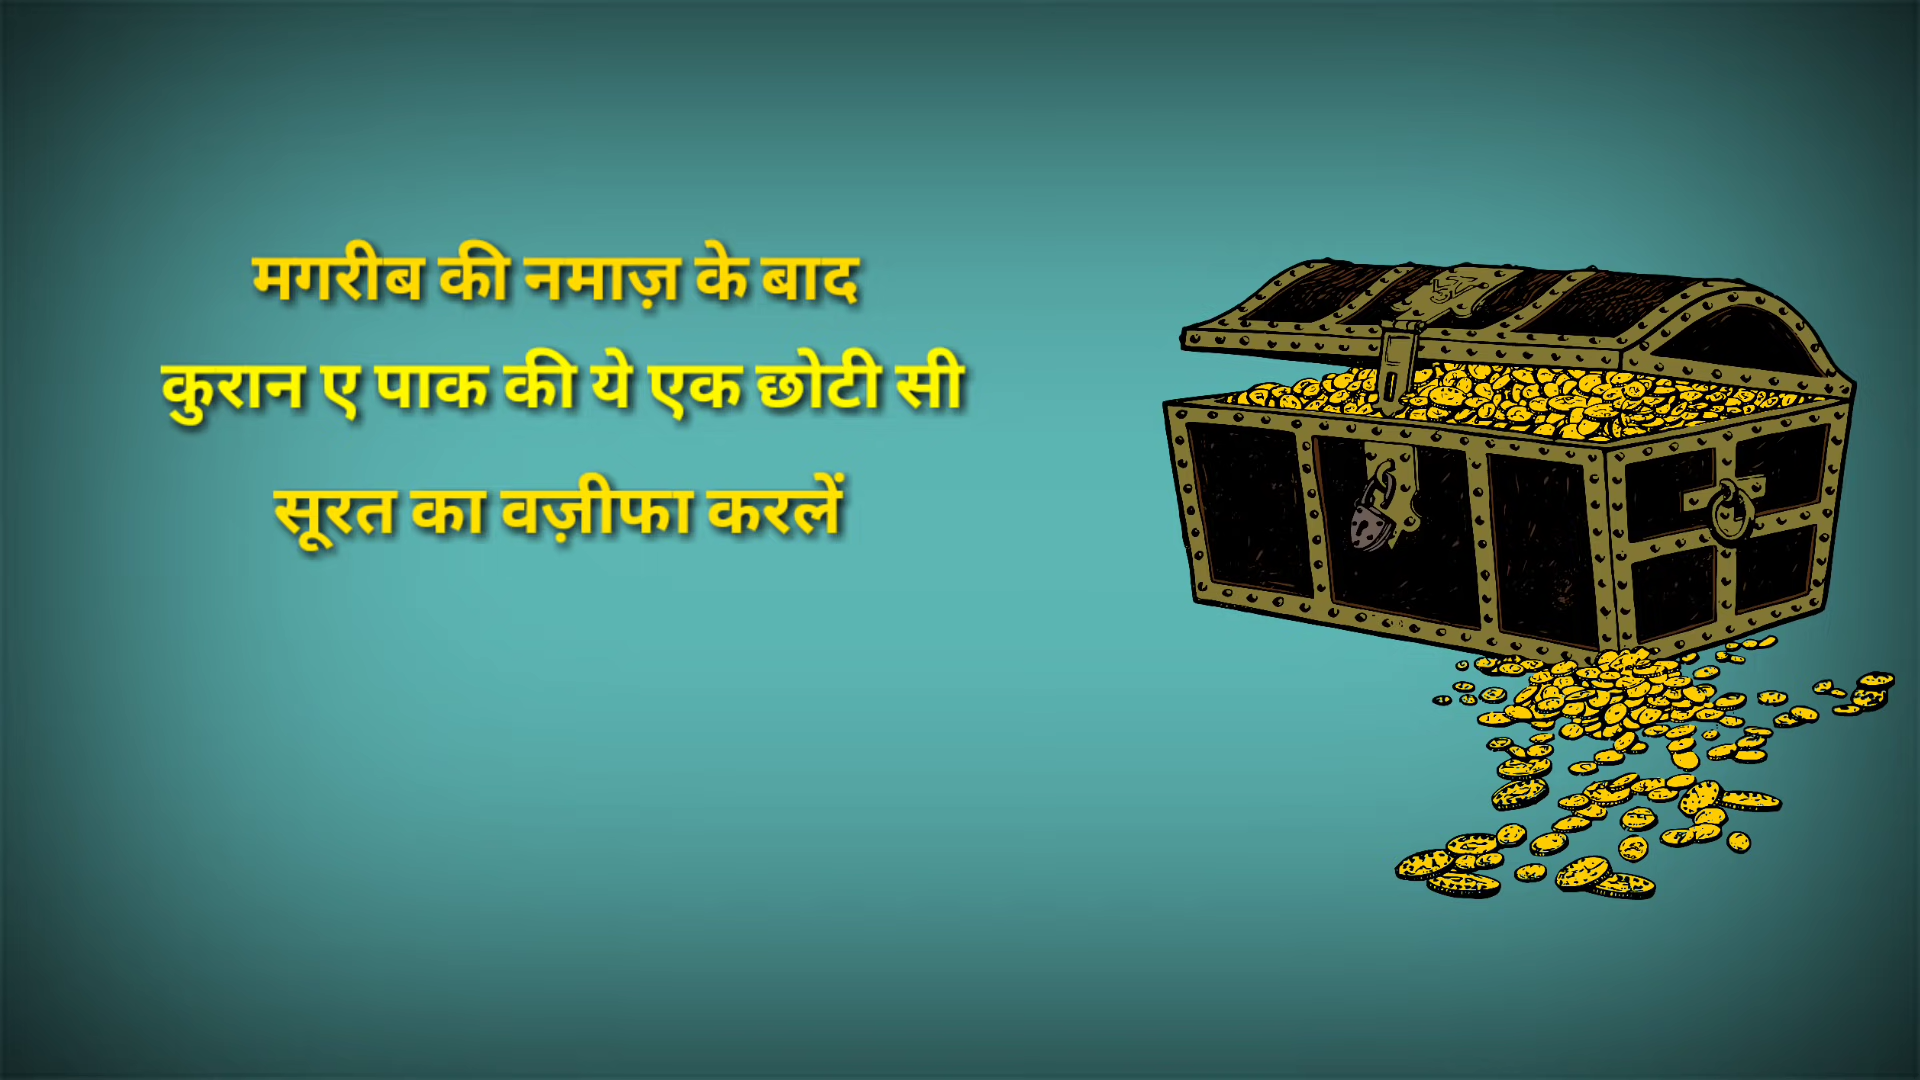 मगरीब की नमाज़ के बाद
कुरान ए पाक की ये एक छोटी सी
सूरत का वज़ीफा करलें